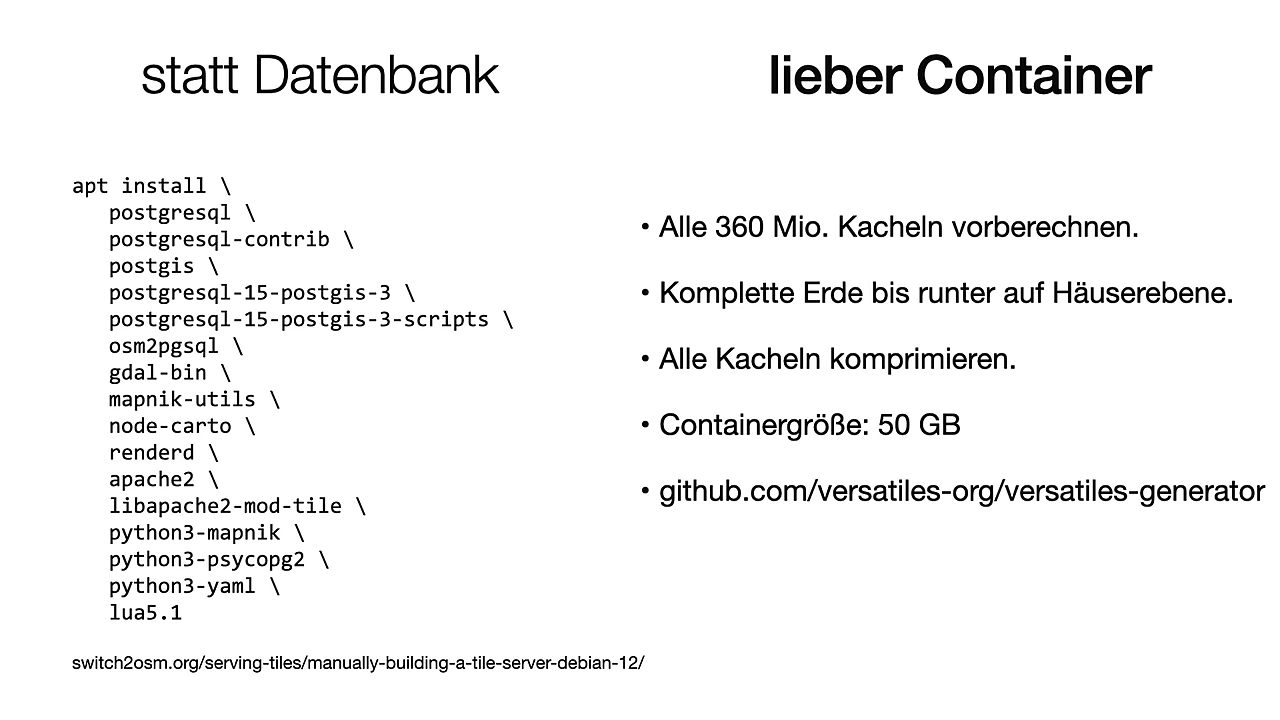 statt Datenbank
apt install \
postgresql \
postgresql-contrib \
postgis \
postgresql-15-postgis-3 \
postgresql-15-postgis-3-scripts \
osm2pgsql \
gdal-bin \
mapnik-utils \
node-carto \
renderd \
apache2 \
libapache2-mod-tile \
python3-mapnik \
python3-psycopg2 \
python3-yaml \
lua5.1
switch2osm.org/serving-tiles/manually-building-a-tile-server-debian-12/
lieber Container
• Alle 360 Mio. Kacheln vorberechnen.
• Komplette Erde bis runter auf Häuserebene.
• Alle Kacheln komprimieren.
• Containergröße: 50 GB
• github.com/versatiles-org/versatiles-generator